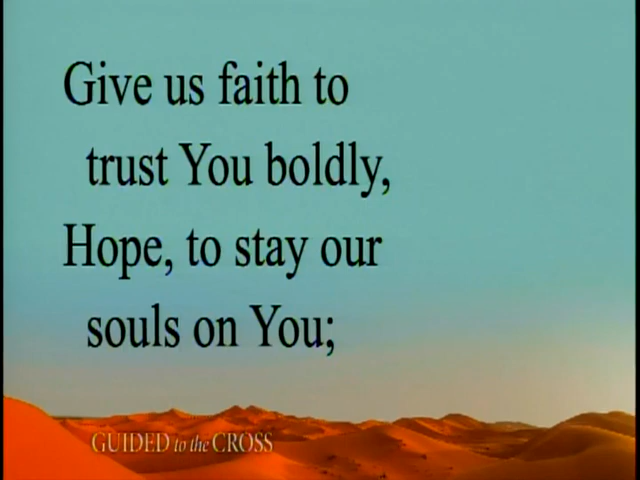 Give us faith to
trust You boldly,
Hope, to stay our
souls on You;
GUIDED to the CROSS